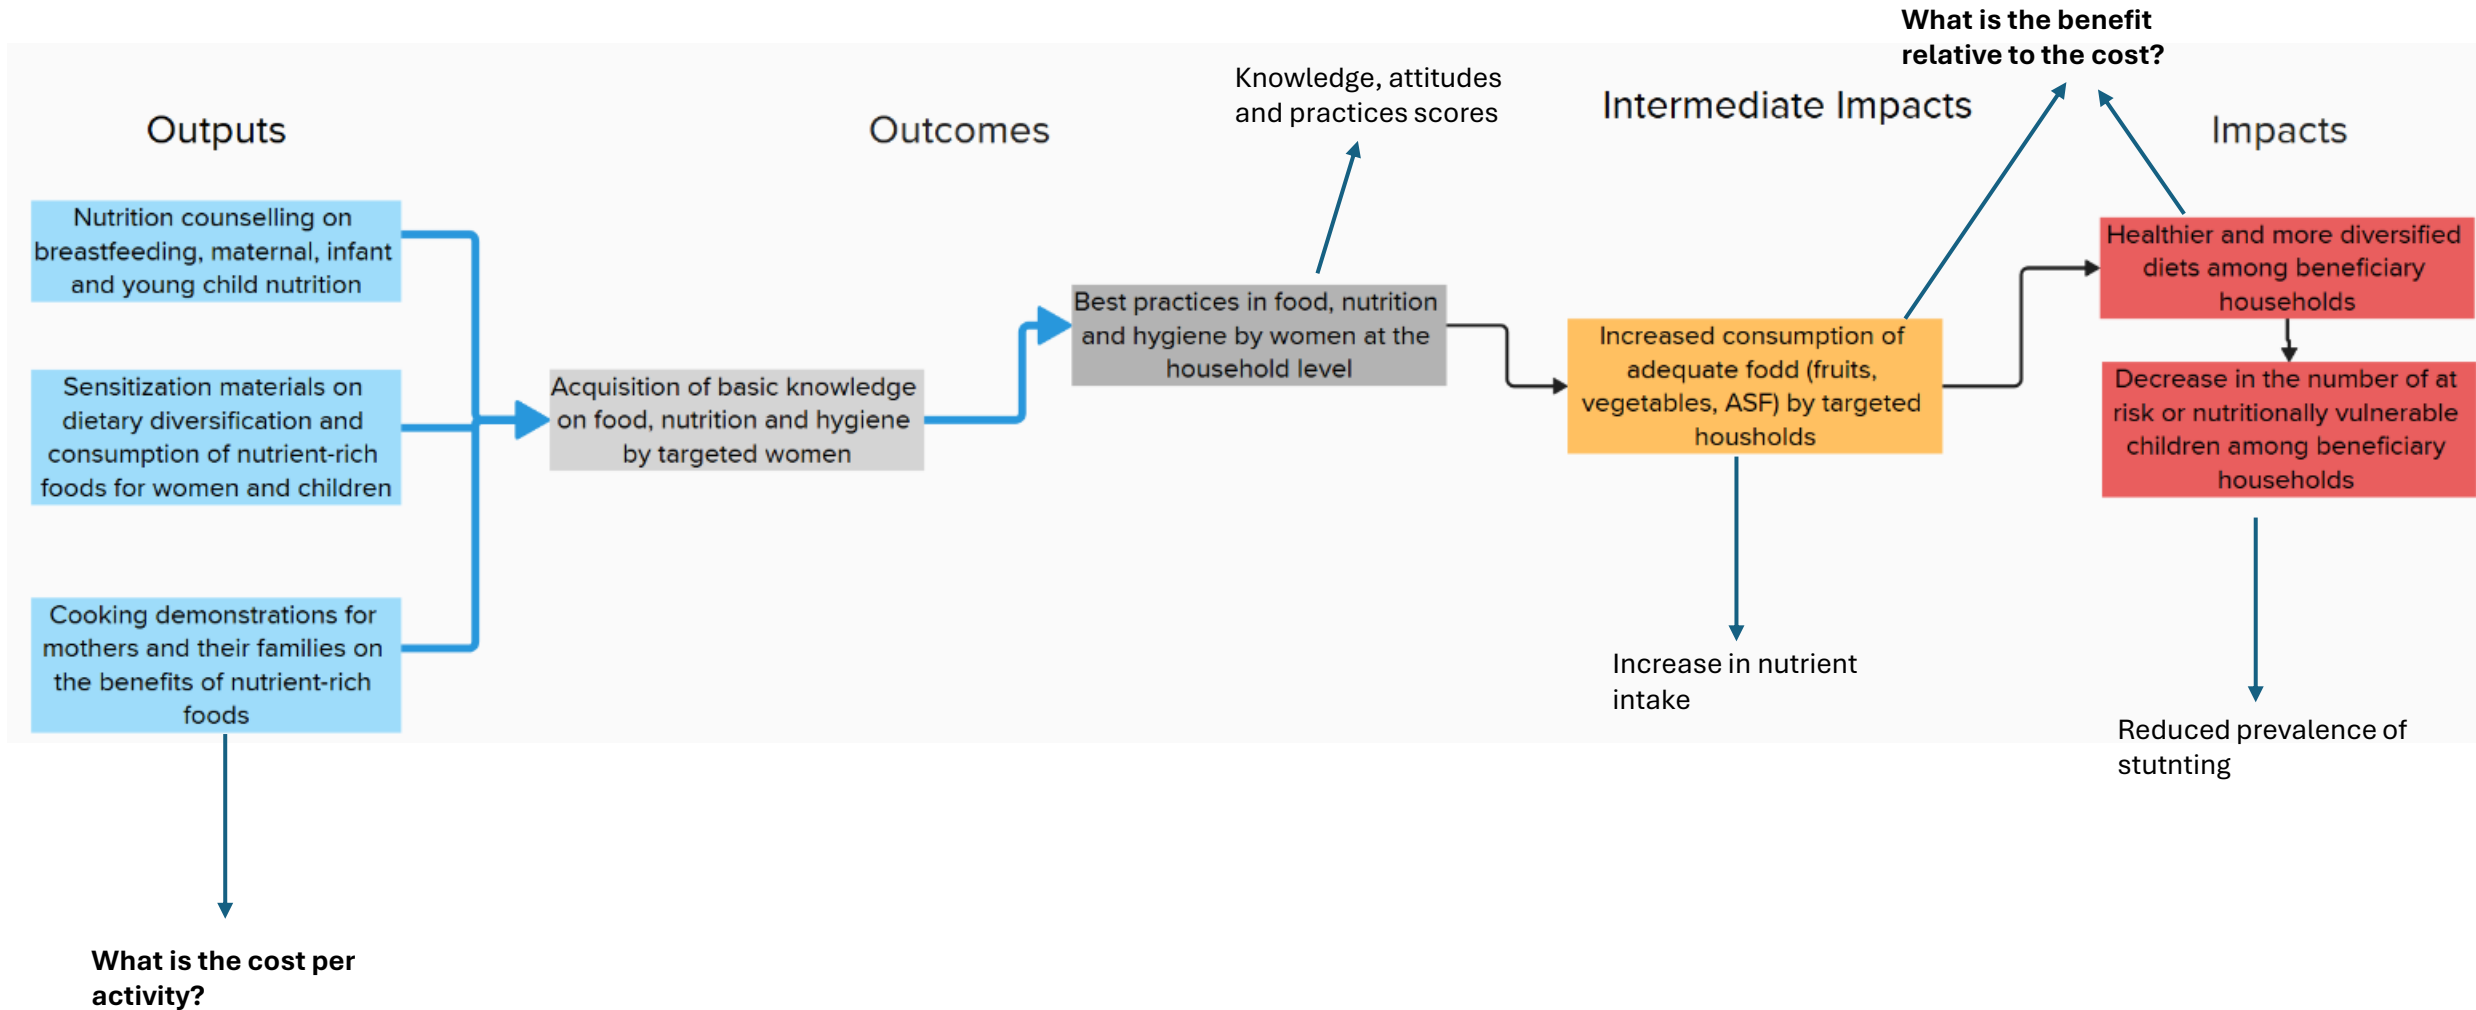 What is the benefit
relative to the cost?
Knowledge, attitudes
and practices scores
Outputs
Outcomes
Intermediate Impacts
Impacts
Nutrition counselling on
breastfeeding, maternal, infant
and young child nutrition
Sensitization materials on
dietary diversification and
consumption of nutrient-rich
foods for women and children
Cooking demonstrations for
mothers and their families on
the benefits of nutrient-rich
foods
Acquisition of basic knowledge
on food, nutrition and hygiene
by targeted women
Best practices in food, nutrition
and hygiene by women at the
household level
Increased consumption of
adequate fodd (fruits,
vegetables, ASF) by targeted
housholds
Healthier and more diversified
diets among beneficiary
households
Decrease in the number of at
risk or nutritionally vulnerable
children among beneficiary
households
Increase in nutrient
intake
Reduced prevalence of
stutnting
What is the cost per
activity?